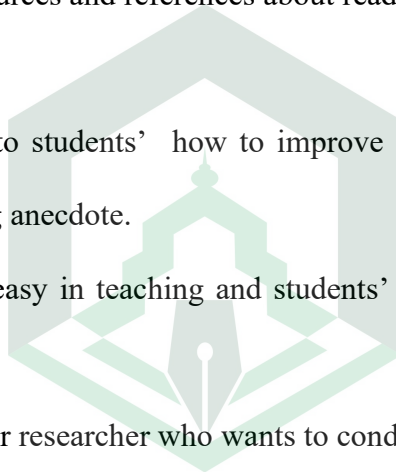 urces and references about read
to students’ how to improve
g anecdote.
easy in teaching and students’
r researcher who wants to cond